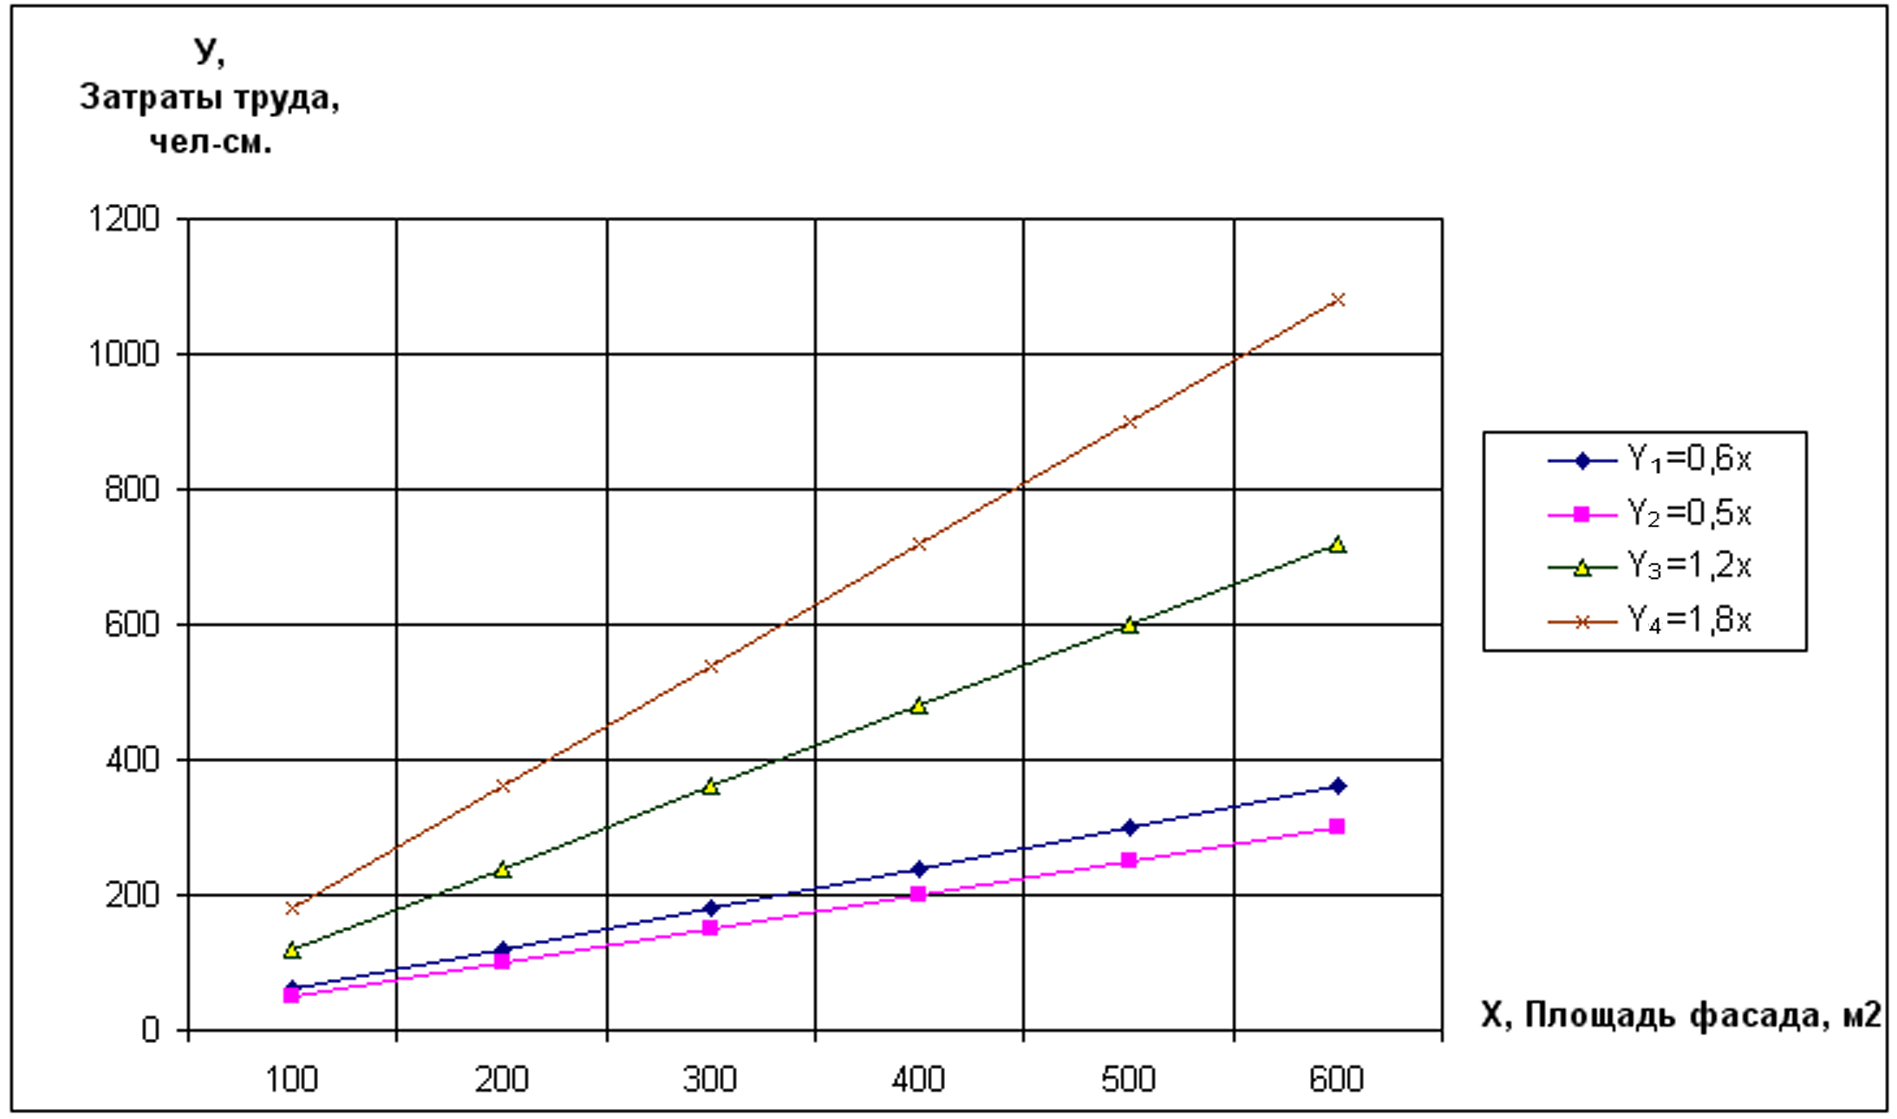 У,
Затраты труда,
чел-см.
1200
1000
800
600
400
200
0
100 200 300 400 500 600
X, Площадь фасада, м2
Y₁=0,6x
Y₂=0,5x
Y₃=1,2x
Y₄=1,8x